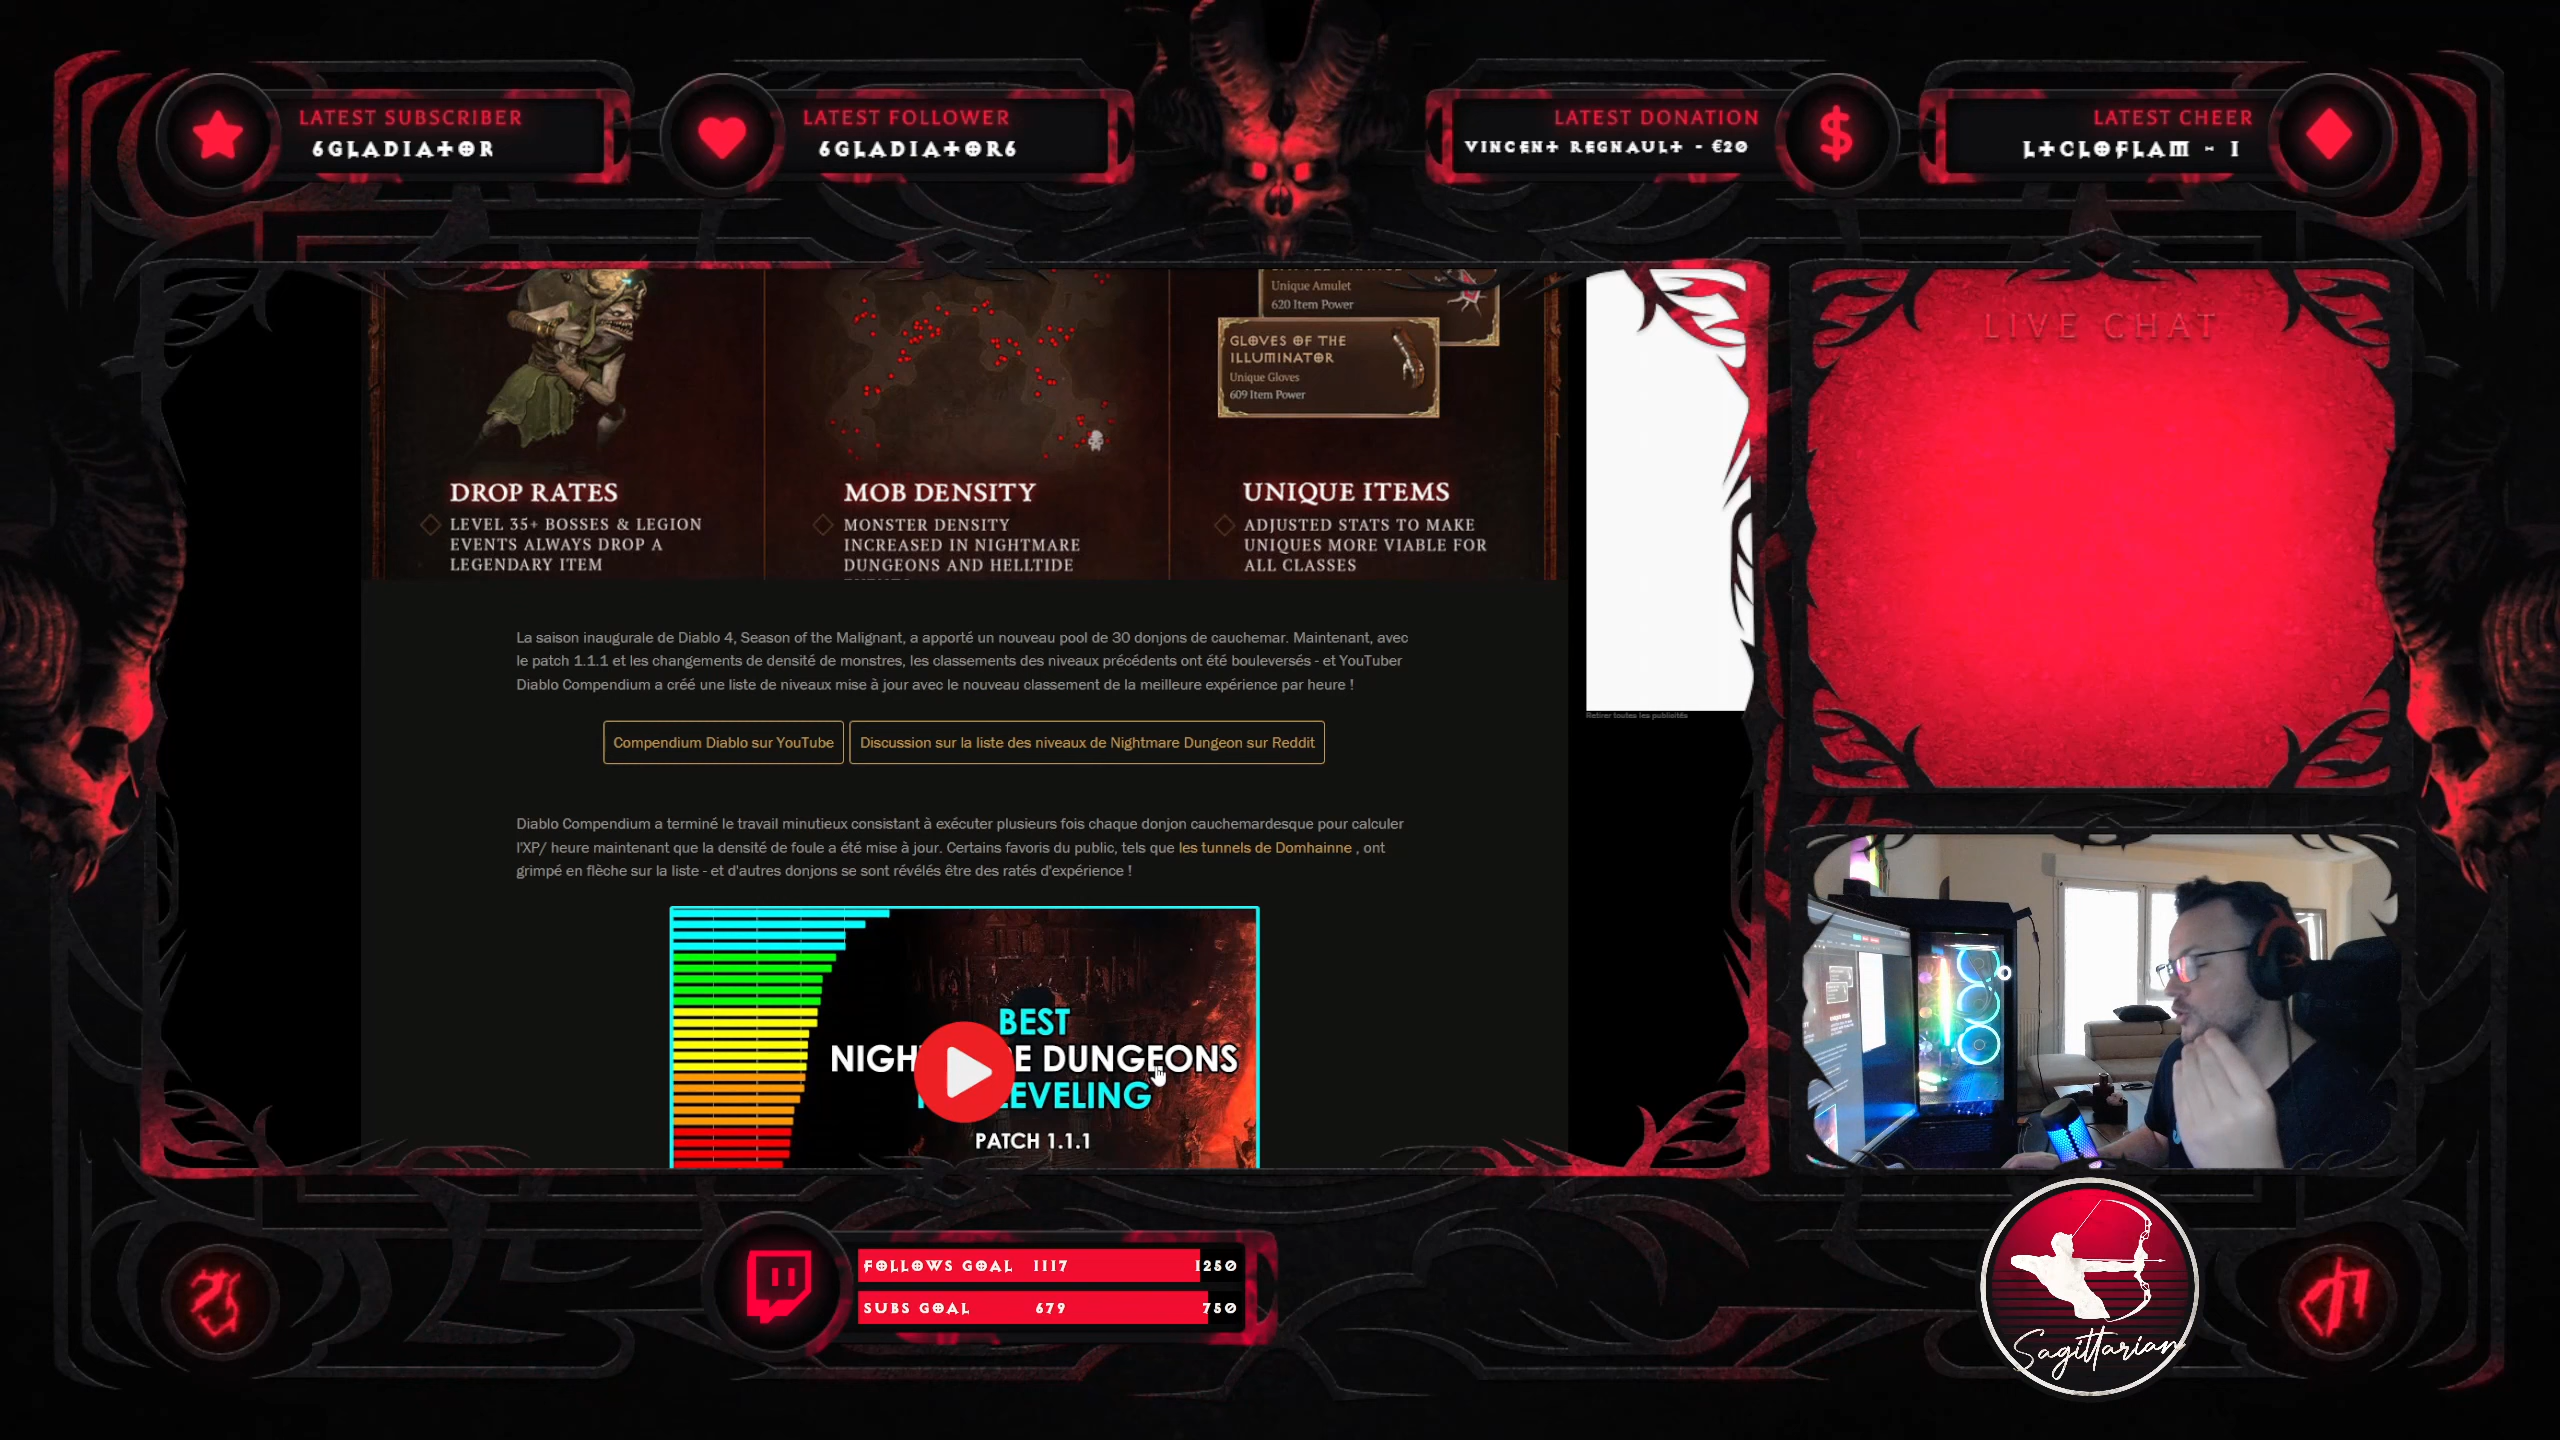 LATEST SUBSCRIBER
6GLADIATOR
LATEST FOLLOWER
6GLADIATOR6
LATEST DONATION
VINCENT REGNAULT - €20
LATEST CHEER
LTCLOFLAM - 1
Unique Amulet
620 Item Power
GLOVES OF THE
ILLUMINATOR
Unique Gloves
609 Item Power
DROP RATES
LEVEL 35+ BOSSES & LEGION
EVENTS ALWAYS DROP A
LEGENDARY ITEM
MOB DENSITY
MONSTER DENSITY
INCREASED IN NIGHTMARE
DUNGEONS AND HELLTIDE
UNIQUE ITEMS
ADJUSTED STATS TO MAKE
UNIQUES MORE VIABLE FOR
ALL CLASSES
LIVE CHAT
La saison inaugurale de Diablo 4, Season of the Malignant, a apporté un nouveau pool de 30 donjons de cauchemar. Maintenant, avec
le patch 1.1.1 et les changements de densité de monstres, les classements des niveaux précédents ont été bouleversés - et YouTuber
Diablo Compendium a créé une liste de niveaux mise à jour avec le nouveau classement de la meilleure expérience par heure !
Retirer toutes les publicités
Compendium Diablo sur YouTube
Discussion sur la liste des niveaux de Nightmare Dungeon sur Reddit
Diablo Compendium a terminé le travail minutieux consistant à exécuter plusieurs fois chaque donjon cauchemardesque pour calculer
l'XP/ heure maintenant que la densité de foule a été mise à jour. Certains favoris du public, tels que les tunnels de Domhainne , ont
grimpé en flèche sur la liste - et d'autres donjons se sont révélés être des ratés d'expérience !
BEST
NIGH E DUNGEONS
LEVELING
PATCH 1.1.1
FOLLOWS GOAL 1117 1250
SUBS GOAL 679 750
Sagittarian